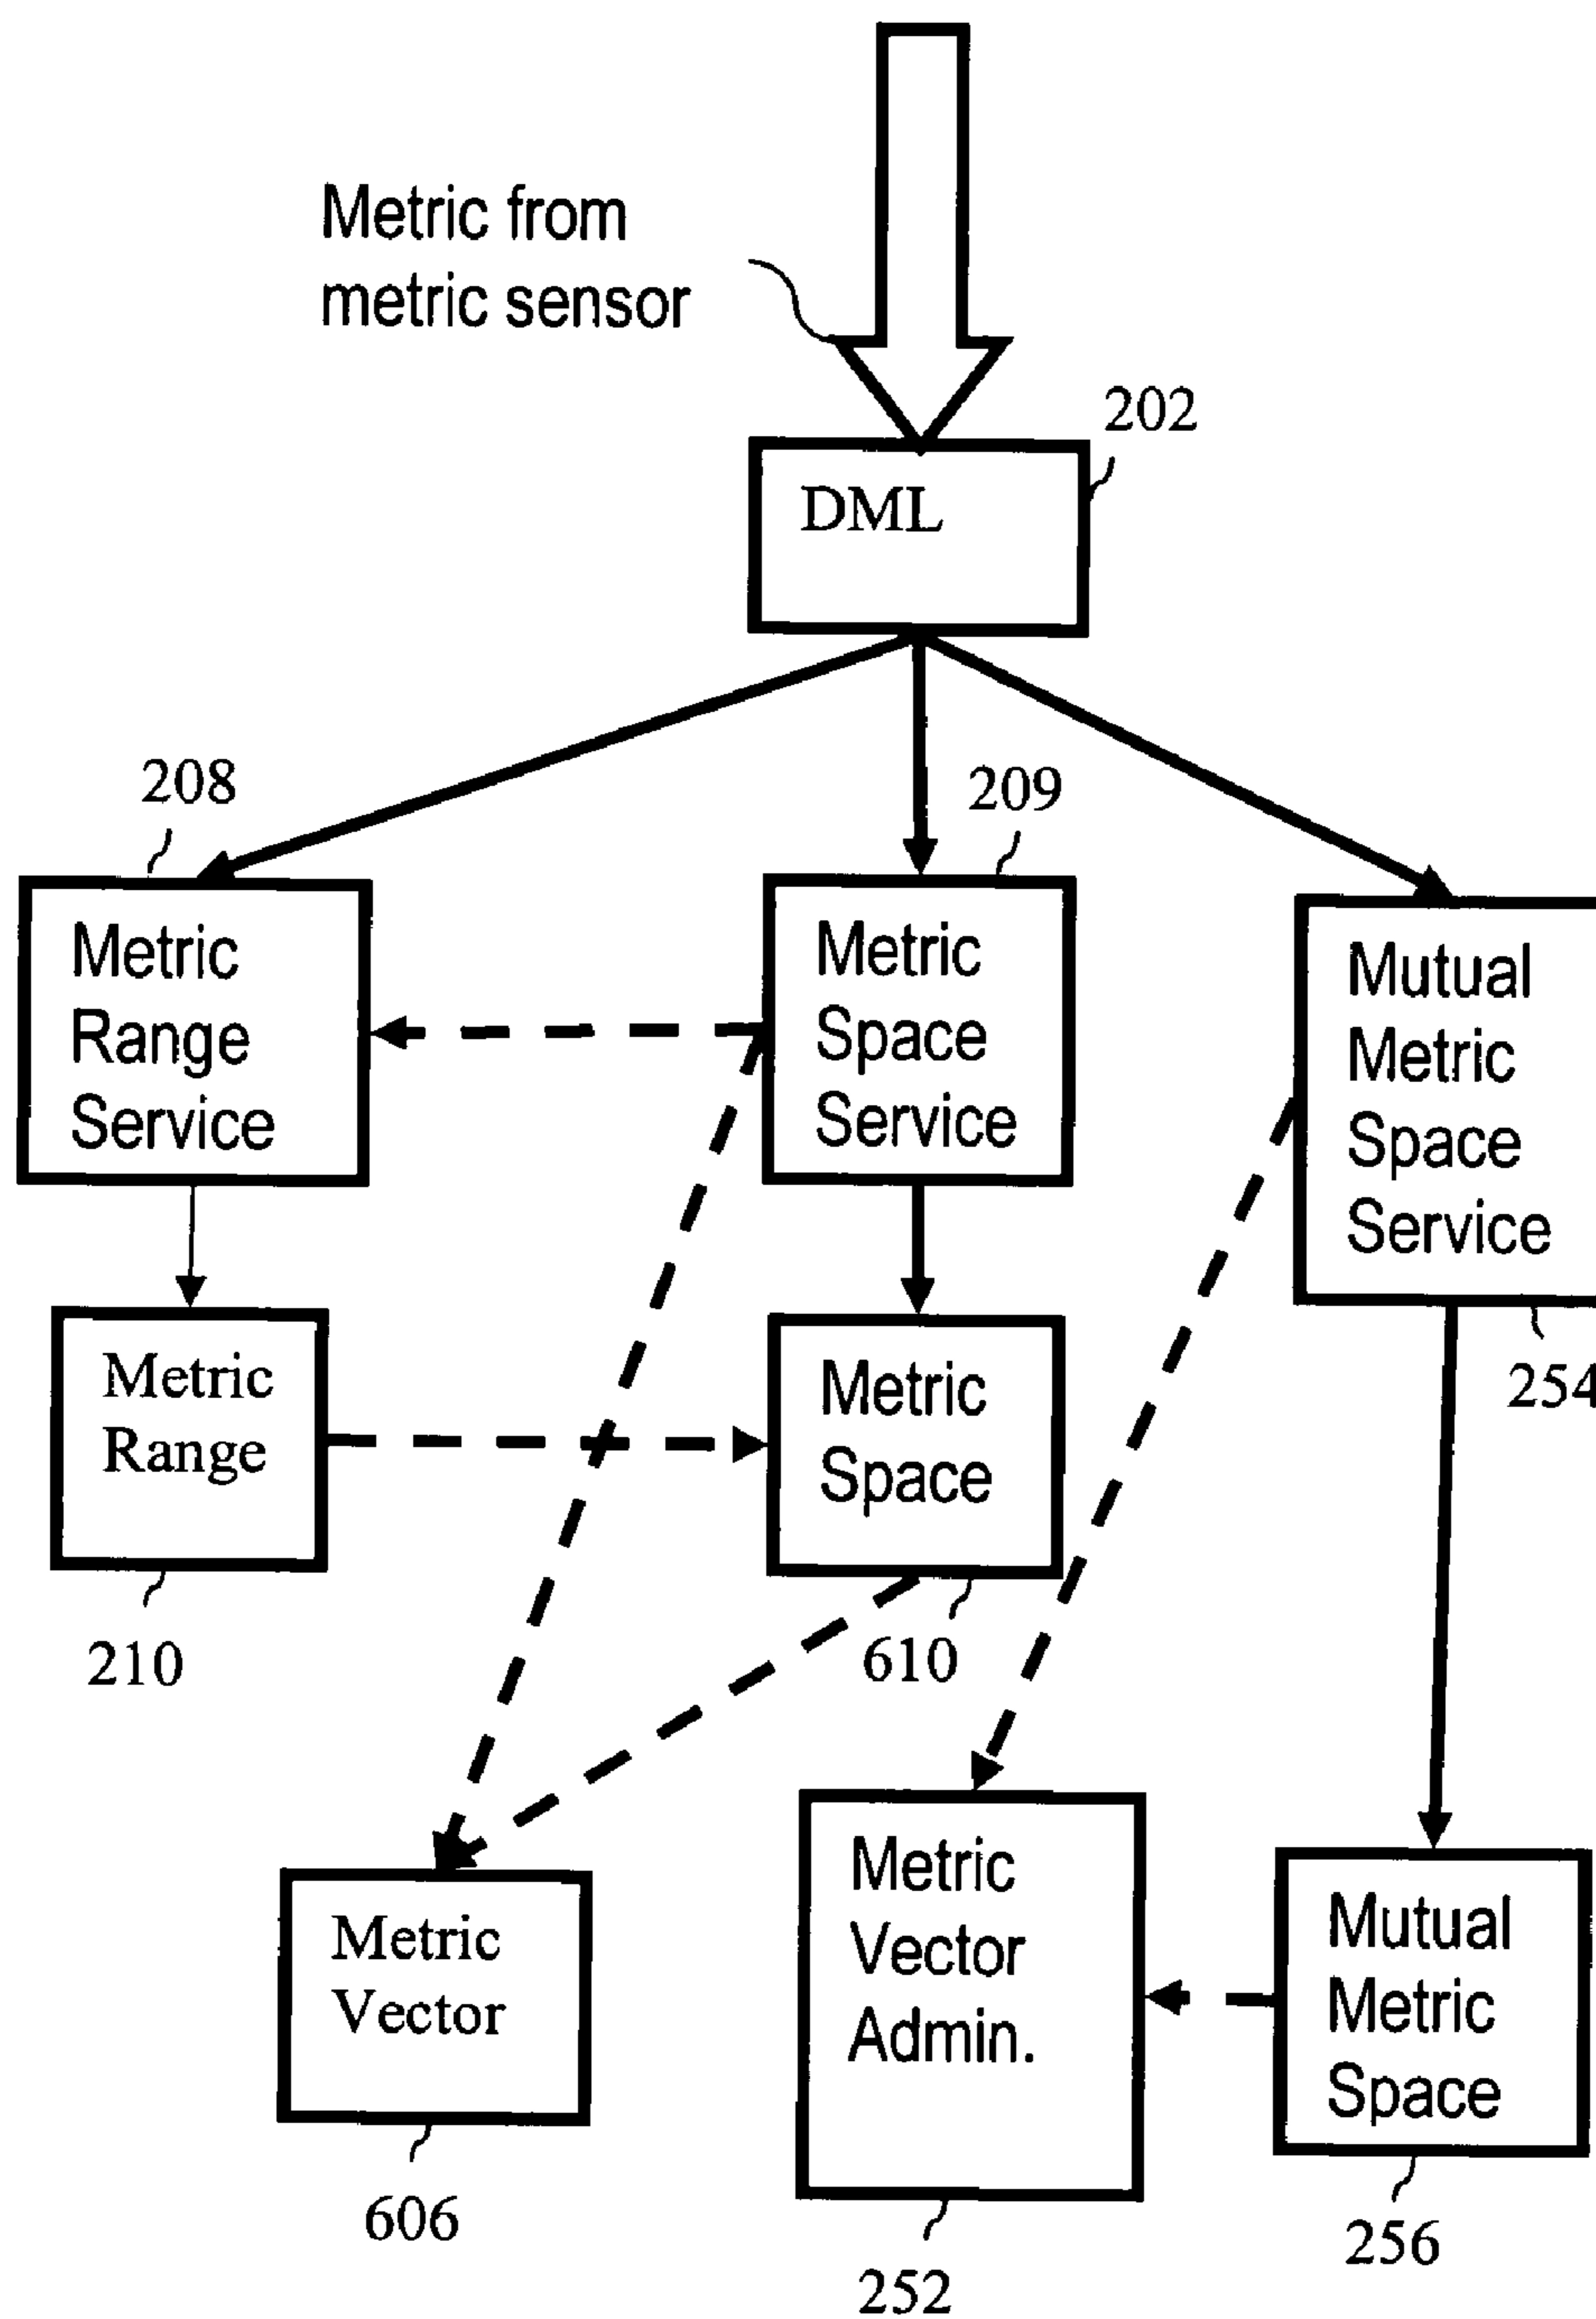 Metric from
metric sensor
202
DML
208
209
Metric
Range
Service
Metric
Space
Service
Mutual
Metric
Space
Service
254
Metric
Range
Metric
Space
210
610
Metric
Vector
Metric
Vector
Admin.
Mutual
Metric
Space
606
252
256